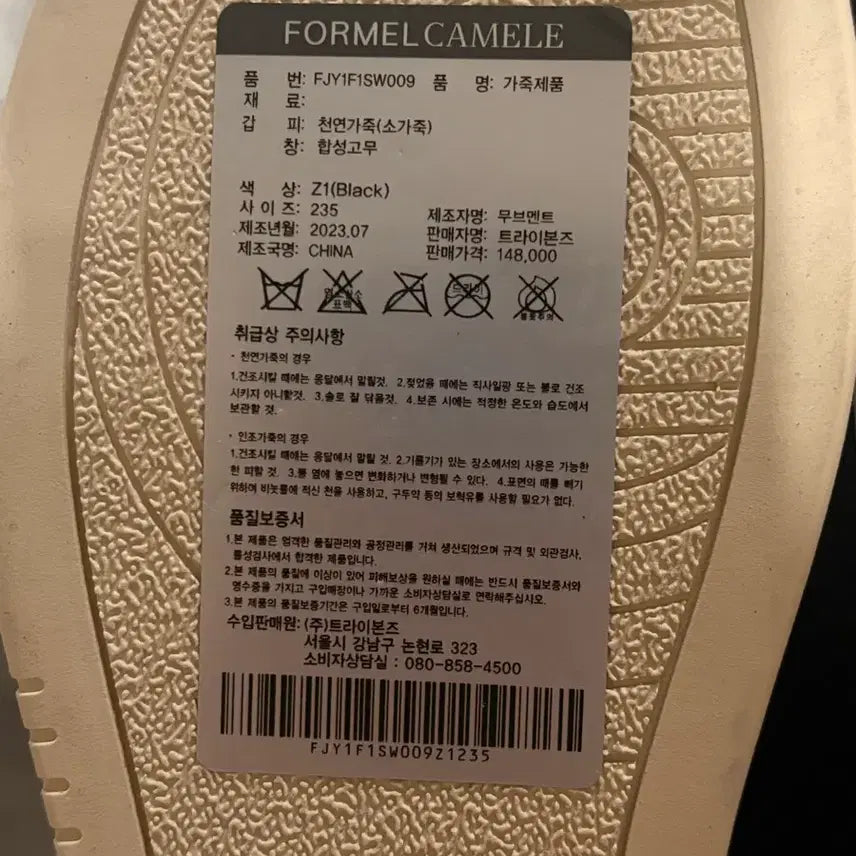 FORMEL CAMELE
품 번: FJY1F1SW009 품 명: 가죽제품
재 료:
갑 피: 천연가죽(소가죽)
창: 합성고무
색 상: Z1(Black)
사 이 즈: 235 제조자명: 무브멘트
제조년월: 2023.07 판매자명: 트라이본즈
제조국명: CHINA 판매가격: 148,000
염소산소 드라이
표백 불꽃주의
취급상 주의사항
· 천연가죽의 경우
1.건조시킬 때에는 응달에서 말릴것. 2.젖었을 때에는 직사일광 또는 불로 건조
시키지 아니할것. 3.솔로 잘 닦을것. 4.보존 시에는 적정한 온도와 습도에서
보관할 것.
· 인조가죽의 경우
1.건조시킬 때에는 응달에서 말릴 것. 2.기름기가 있는 장소에서의 사용은 가능한
한 피할 것. 3.불 옆에 놓으면 변화하거나 변형될 수 있다. 4.표면의 때를 빼기
위하여 비눗물에 적신 천을 사용하고, 구두약 등의 보혁유를 사용할 필요가 없다.
품질보증서
1.본 제품은 엄격한 품질관리와 공정관리를 거쳐 생산되었으며 규격 및 외관검사,
특성검사에서 합격한 제품입니다.
2.본 제품의 품질에 이상이 있어 피해보상을 원하실 때에는 반드시 품질보증서와
영수증을 가지고 구입매장이나 가까운 소비자상담실로 연락해주십시오.
3.본 제품의 품질보증기간은 구입일로부터 6개월입니다.
수입판매원: (주)트라이본즈
서울시 강남구 논현로 323
소비자상담실 : 080-858-4500
FJY1F1SW009Z1235